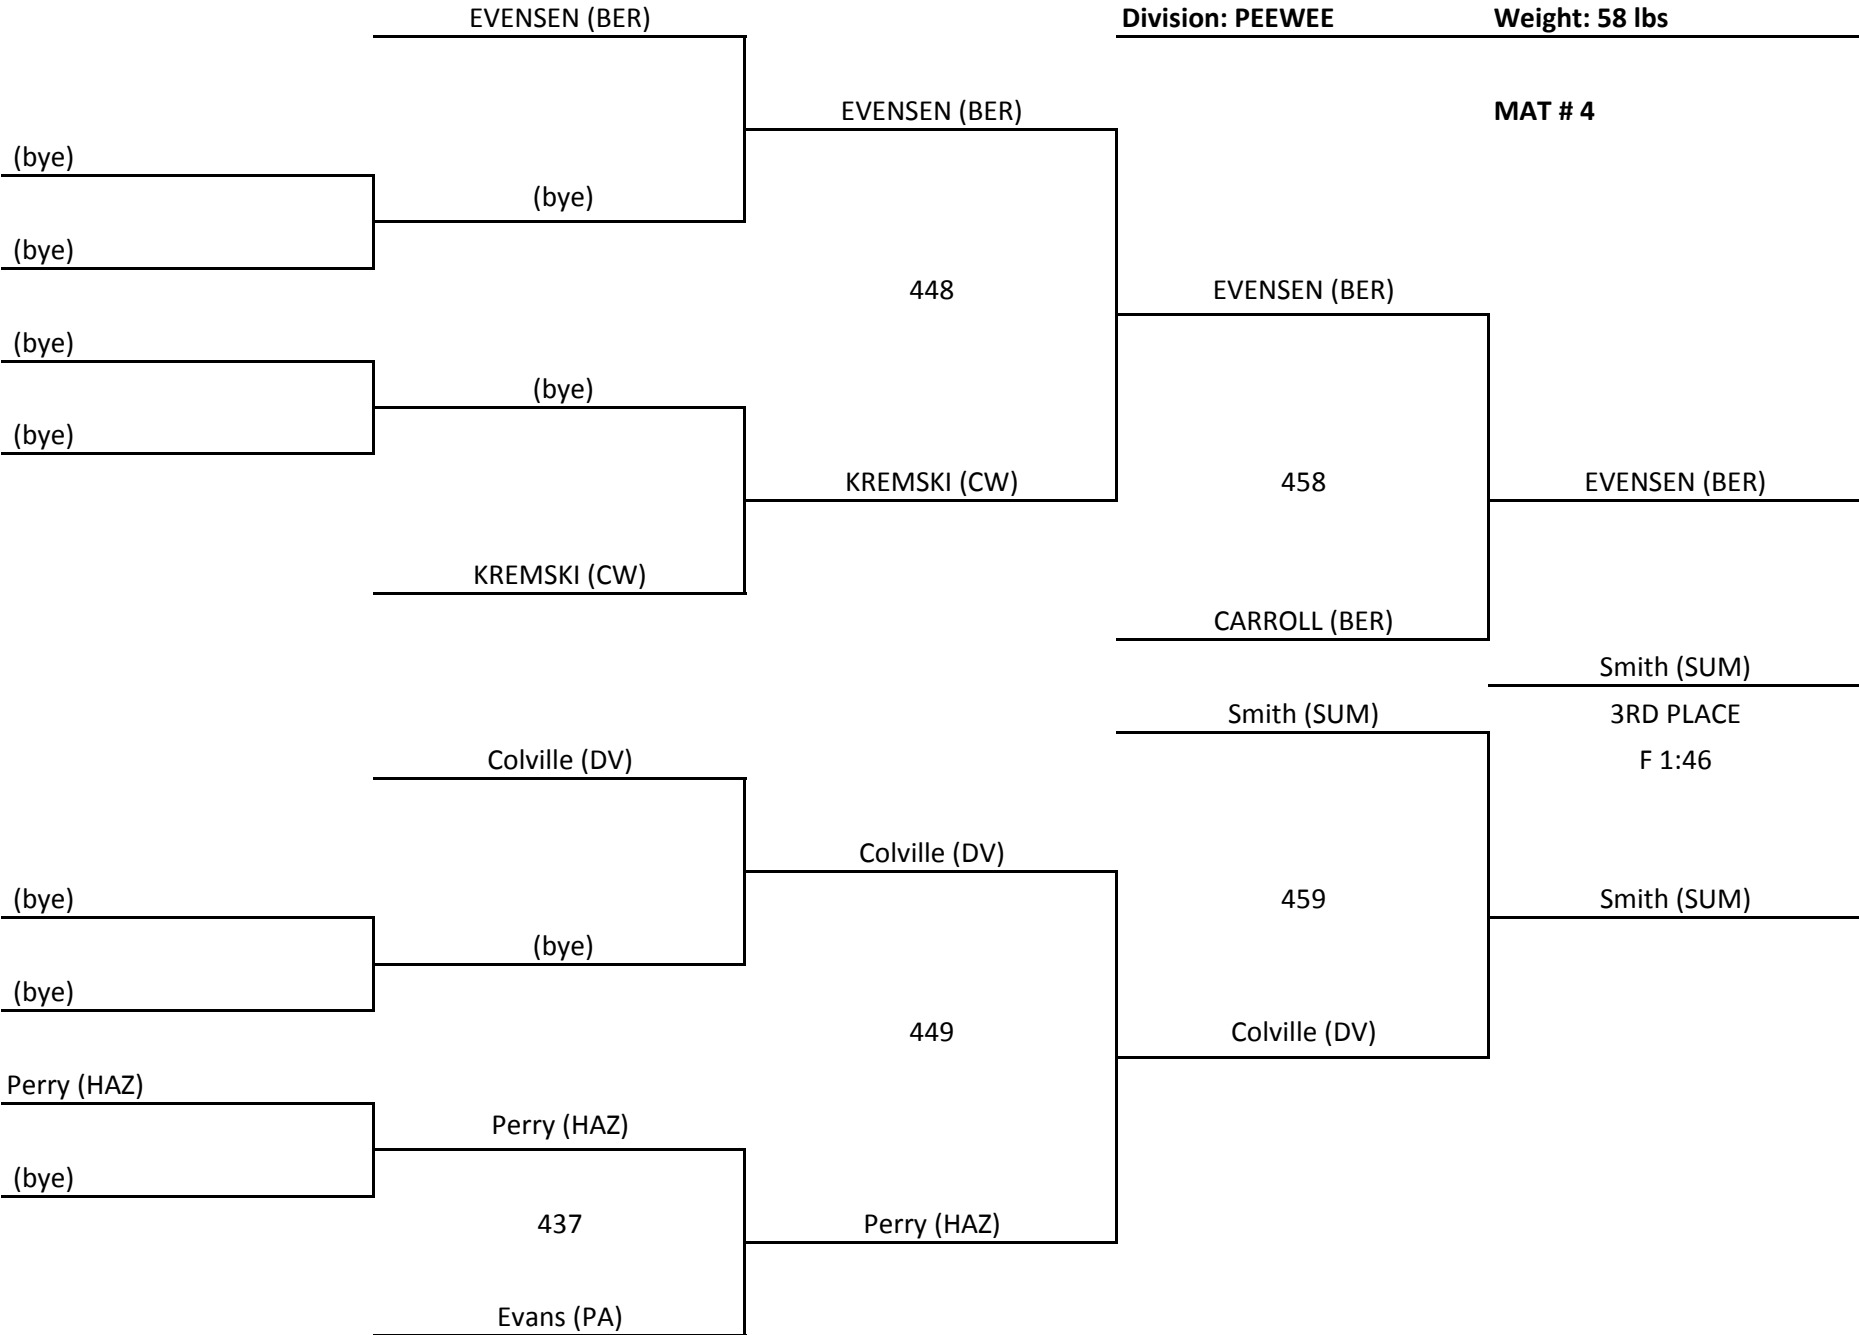 EVENSEN (BER)
Division: PEEWEE
Weight: 58 lbs
EVENSEN (BER)
MAT # 4
(bye)
(bye)
(bye)
448
EVENSEN (BER)
(bye)
(bye)
(bye)
KREMSKI (CW)
458
EVENSEN (BER)
KREMSKI (CW)
CARROLL (BER)
Smith (SUM)
Smith (SUM)
3RD PLACE
Colville (DV)
F 1:46
Colville (DV)
(bye)
459
Smith (SUM)
(bye)
(bye)
449
Colville (DV)
Perry (HAZ)
Perry (HAZ)
(bye)
437
Perry (HAZ)
Evans (PA)